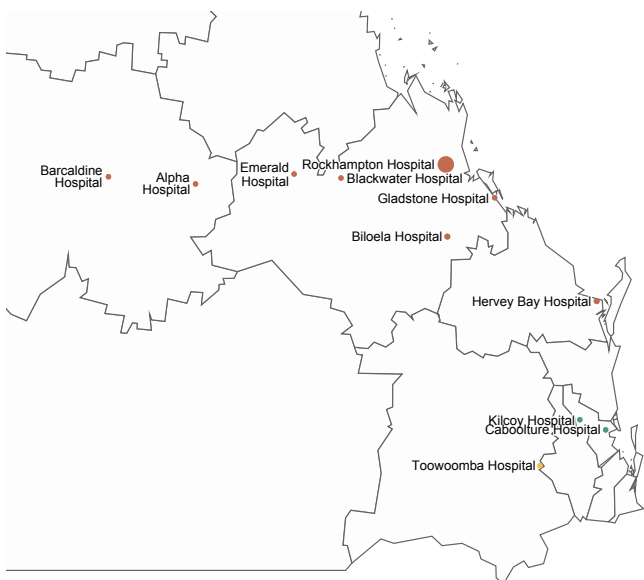 Barcaldine
Hospital
Alpha
Hospital
Emerald
Hospital
Rockhampton Hospital
Blackwater Hospital
Gladstone Hospital
Biloela Hospital
Hervey Bay Hospital
Kilcoy Hospital
Caboolture Hospital
Toowoomba Hospital